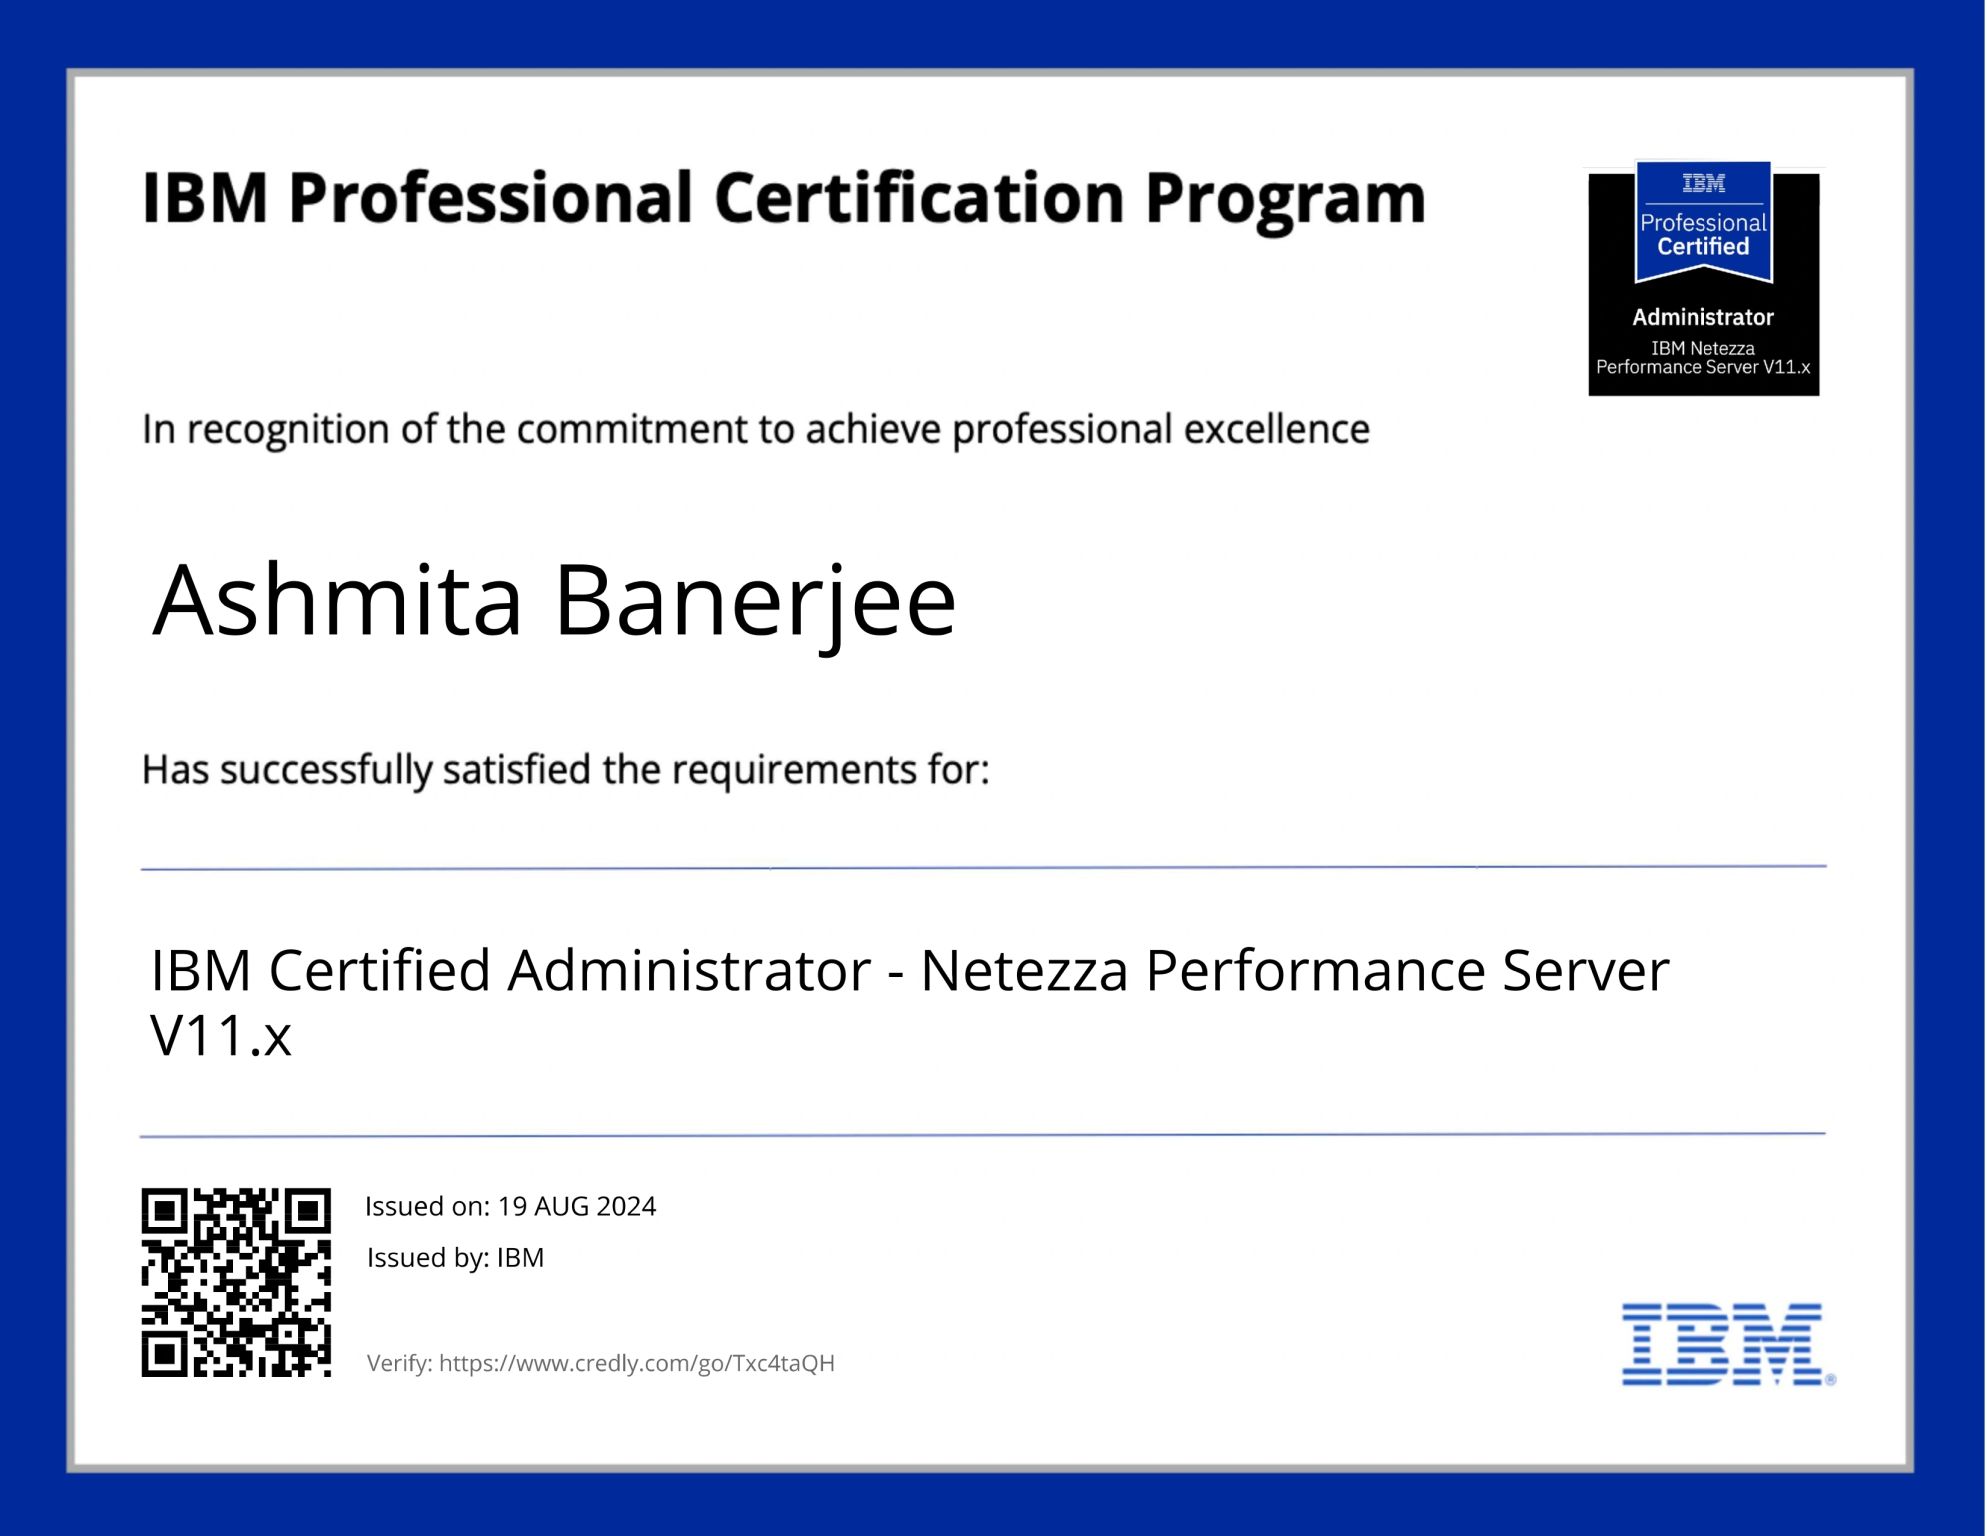 IBM Professional Certification Program
IBM
Professional
Certified
Administrator
IBM Netezza
Performance Server V11.x
In recognition of the commitment to achieve professional excellence
Ashmita Banerjee
Has successfully satisfied the requirements for:
IBM Certified Administrator - Netezza Performance Server
V11.x
Issued on: 19 AUG 2024
Issued by: IBM
Verify: https://www.credly.com/go/Txc4taQH
IBM®